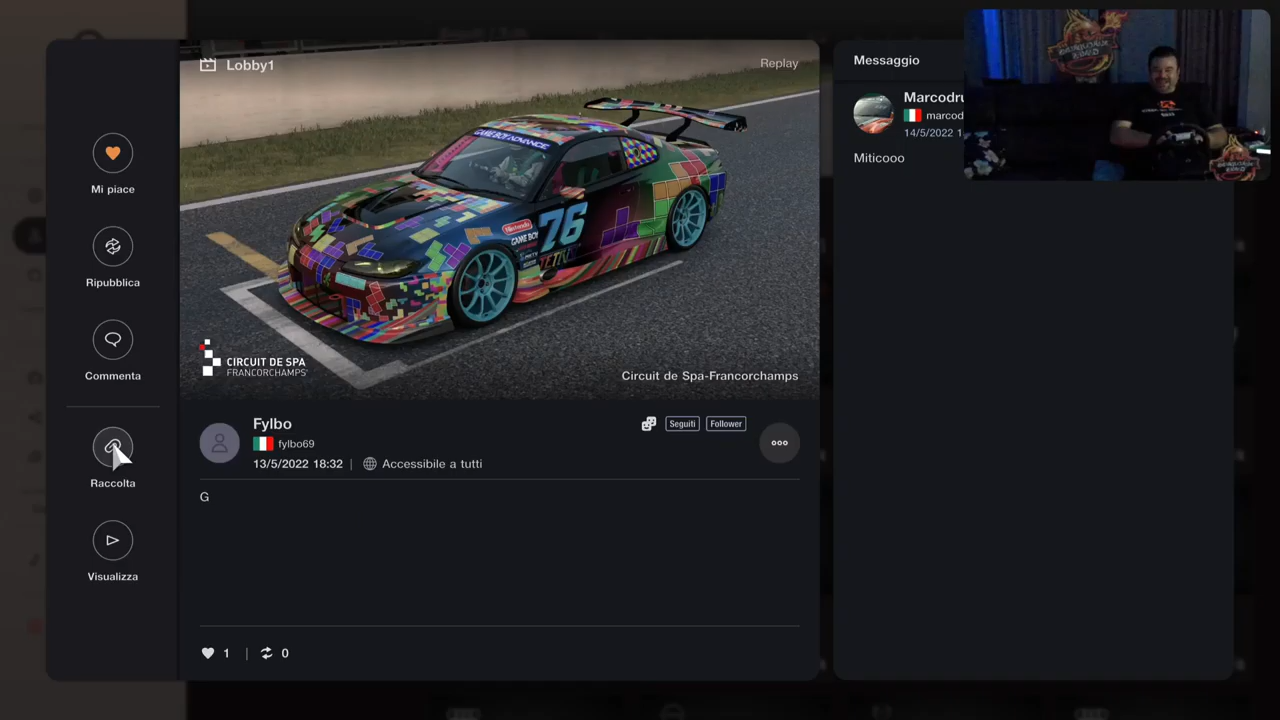 Lobby1
Replay
GAME BOY ADVANCE
76
Nintendo
GAME BOY
TETRIS
CIRCUIT DE SPA
FRANCORCHAMPS
Circuit de Spa-Francorchamps
Mi piace
Ripubblica
Commenta
Raccolta
Visualizza
Fylbo
fylbo69
Seguiti
Follower
13/5/2022 18:32 | Accessibile a tutti
G
1 | 0
Messaggio
Marcodru
marcod
14/5/2022 1
Miticooo